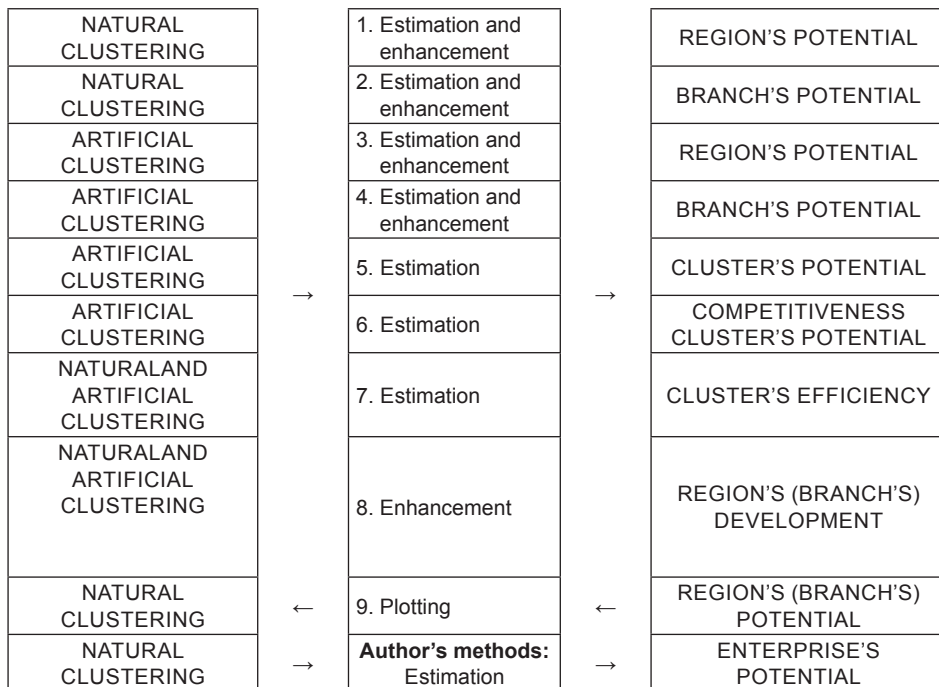 NATURAL
CLUSTERING
1. Estimation and
enhancement
REGION'S POTENTIAL
NATURAL
CLUSTERING
2. Estimation and
enhancement
BRANCH'S POTENTIAL
ARTIFICIAL
CLUSTERING
3. Estimation and
enhancement
REGION'S POTENTIAL
ARTIFICIAL
CLUSTERING
4. Estimation and
enhancement
BRANCH'S POTENTIAL
ARTIFICIAL
CLUSTERING
→
5. Estimation
→
CLUSTER'S POTENTIAL
ARTIFICIAL
CLUSTERING
6. Estimation
COMPETITIVENESS
CLUSTER'S POTENTIAL
NATURALAND
ARTIFICIAL
CLUSTERING
7. Estimation
CLUSTER'S EFFICIENCY
NATURALAND
ARTIFICIAL
CLUSTERING
8. Enhancement
REGION'S (BRANCH'S)
DEVELOPMENT
NATURAL
CLUSTERING
←
9. Plotting
←
REGION'S (BRANCH'S)
POTENTIAL
NATURAL
CLUSTERING
→
Author's methods:
Estimation
→
ENTERPRISE'S
POTENTIAL